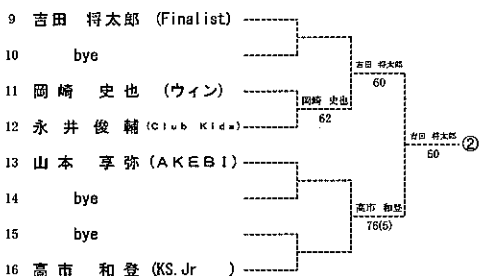 9 吉田 将太郎 (Finalist)
10 bye
吉田 将太郎
60
11 岡崎 史也 (ウィン)
岡崎 史也
62
12 永井俊輔(Club Kids)
吉田 将太郎
60
②
13 山本 享弥(AKEBI)
14 bye
高市 和登
76(5)
15 bye
16 高市 和登(KS.Jr )